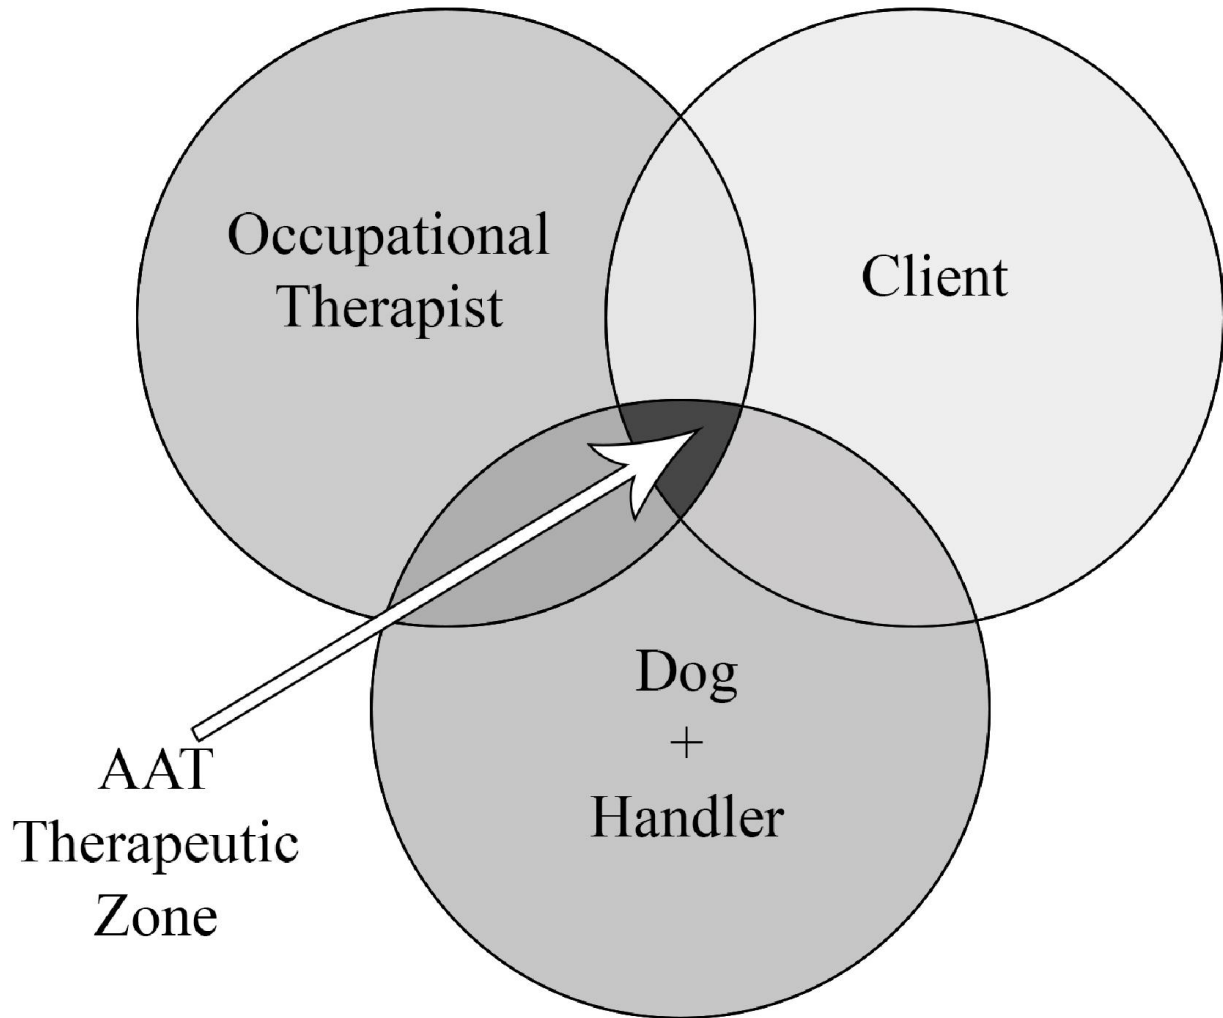 Occupational
Therapist
Client
Dog
+
Handler
AAT
Therapeutic
Zone